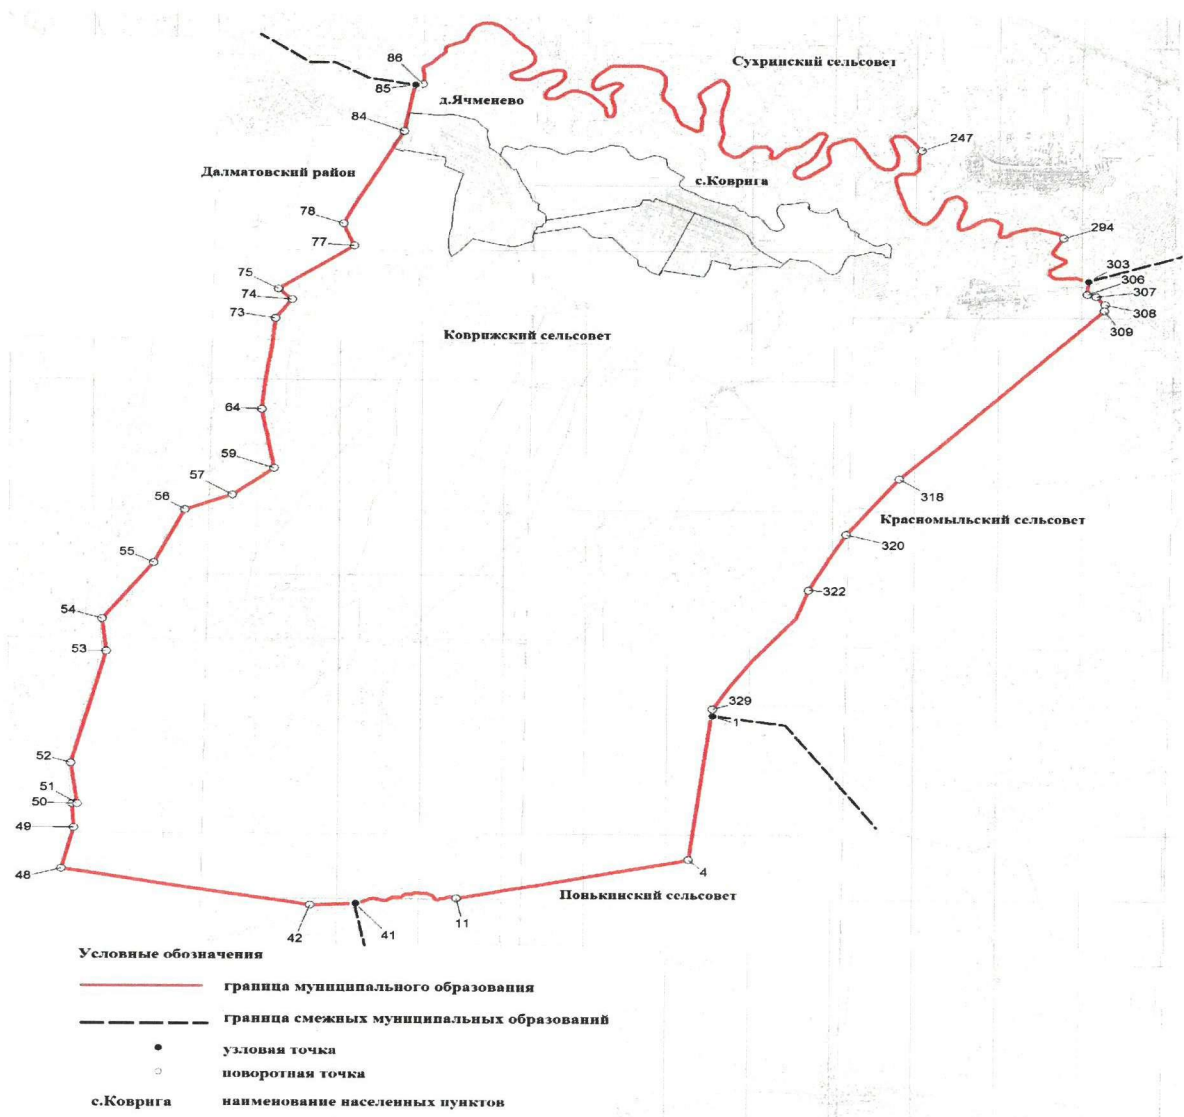 86
Сухринский сельсовет
85
д.Ячменево
84
247
Далматовский район
с.Коврига
78
77
294
75
303
74
306
307
73
308
309
Коврижский сельсовет
64
59
57
318
56
Красномыльский сельсовет
320
55
322
54
53
329
1
52
51
50
49
48
4
Понькинский сельсовет
11
42
41
Условные обозначения
граница муниципального образования
граница смежных муниципальных образований
узловая точка
поворотная точка
с.Коврига наименование населенных пунктов